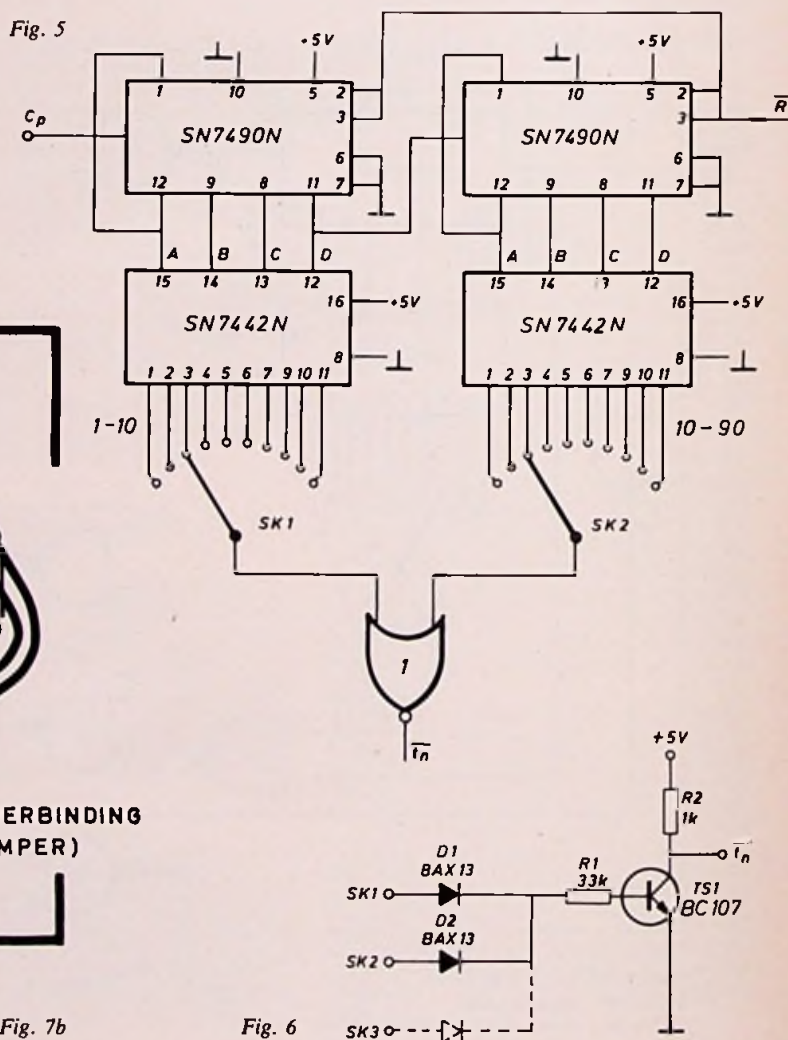 Fig. 5
+5V
+5V
1 10 5 2
3
1 10 5 2
3
R
Cp
SN7490N
SN7490N
6
7
6
7
12 9 8 11
12 9 8 11
A B C D
A B C D
15 14 13 12
15 14 13 12
16 +5V
16 +5V
SN7442N
SN7442N
8
8
1 2 3 4 5 6 7 9 10 11
1 2 3 4 5 6 7 9 10 11
1-10
10-90
SK1
SK2
1
tn
+5V
ERBINDING
MPER)
R2
1k
D1
BAX13
R1
33k
tn
SK1
TS1
BC107
D2
BAX13
SK2
Fig. 7b
Fig. 6
SK3